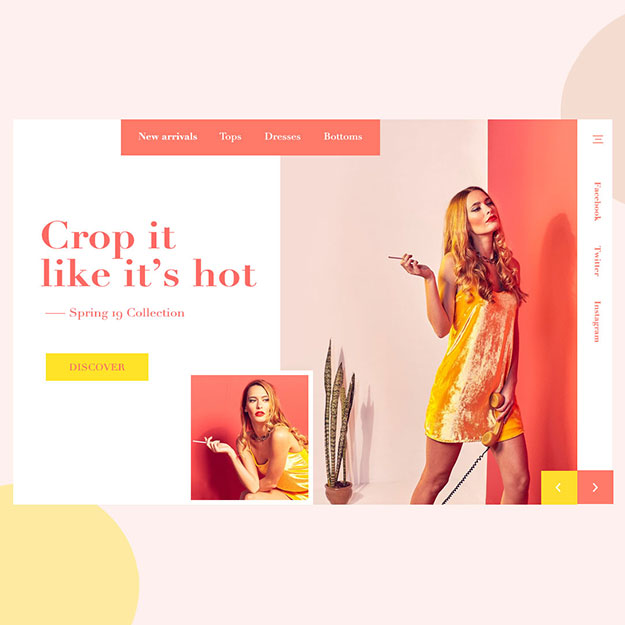 New arrivals Tops Dresses Bottoms
Crop it
like it's hot
Spring 19 Collection
DISCOVER
Facebook
Twitter
Instagram